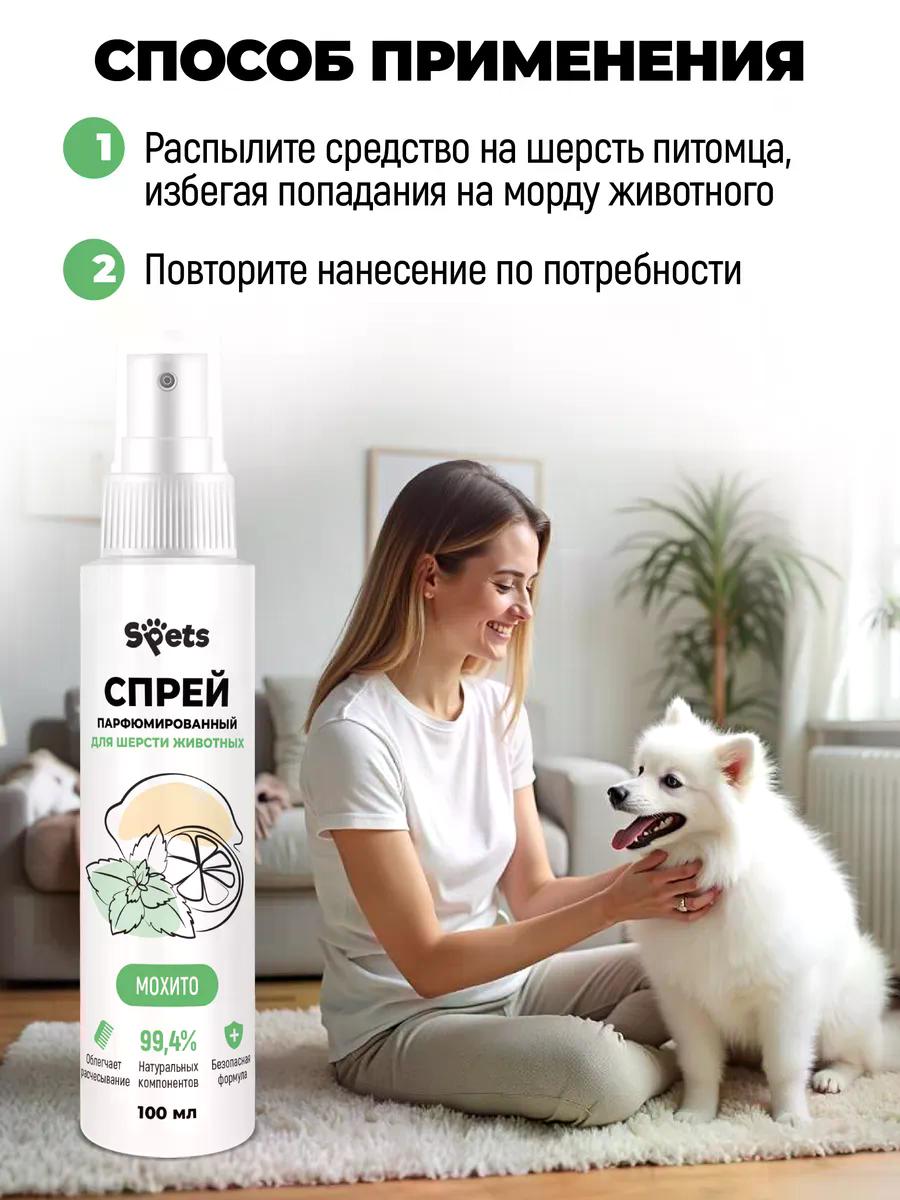 СПОСОБ ПРИМЕНЕНИЯ
1 Распылите средство на шерсть питомца,
избегая попадания на морду животного
2 Повторите нанесение по потребности
Spets
СПРЕЙ
ПАРФЮМИРОВАННЫЙ
ДЛЯ ШЕРСТИ ЖИВОТНЫХ
МОХИТО
Облегчает
расчесывание
99,4%
Натуральных
компонентов
Безопасная
формула
100 мл